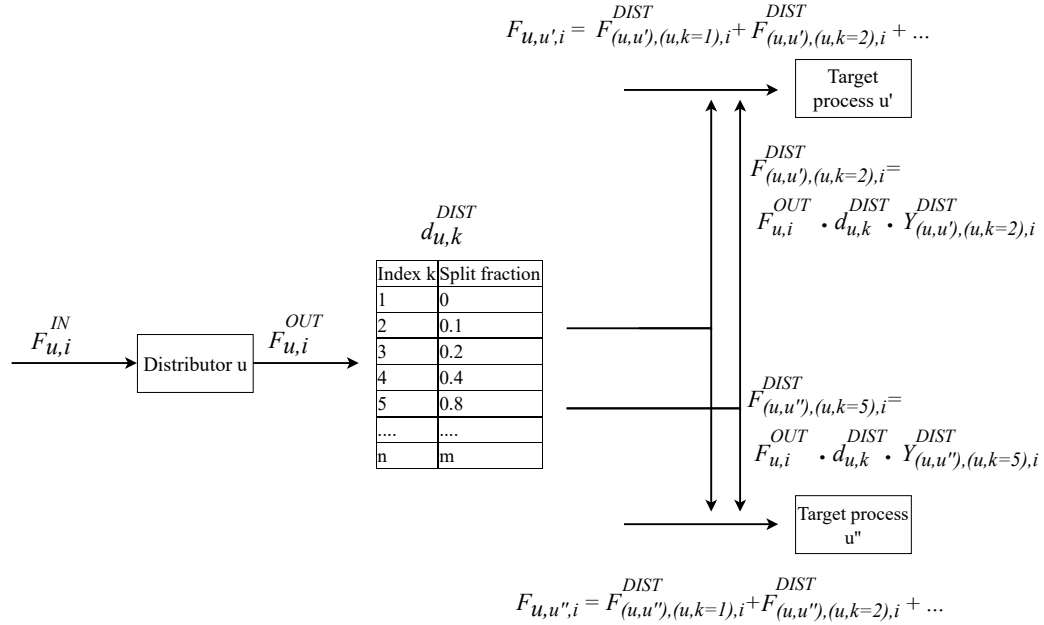 F_{u,u',i} = F^{DIST}_{(u,u'),(u,k=1),i} + F^{DIST}_{(u,u'),(u,k=2),i} + ...
Target
process u'
F^{DIST}_{(u,u'),(u,k=2),i} =
F^{OUT}_{u,i} · d^{DIST}_{u,k} · Y^{DIST}_{(u,u'),(u,k=2),i}
d^{DIST}_{u,k}
Index k Split fraction
1 0
2 0.1
3 0.2
4 0.4
5 0.8
.... ....
n m
F^{IN}_{u,i}
Distributor u
F^{OUT}_{u,i}
F^{DIST}_{(u,u''),(u,k=5),i} =
F^{OUT}_{u,i} · d^{DIST}_{u,k} · Y^{DIST}_{(u,u''),(u,k=5),i}
Target process
u"
F_{u,u'',i} = F^{DIST}_{(u,u''),(u,k=1),i} + F^{DIST}_{(u,u''),(u,k=2),i} + ...